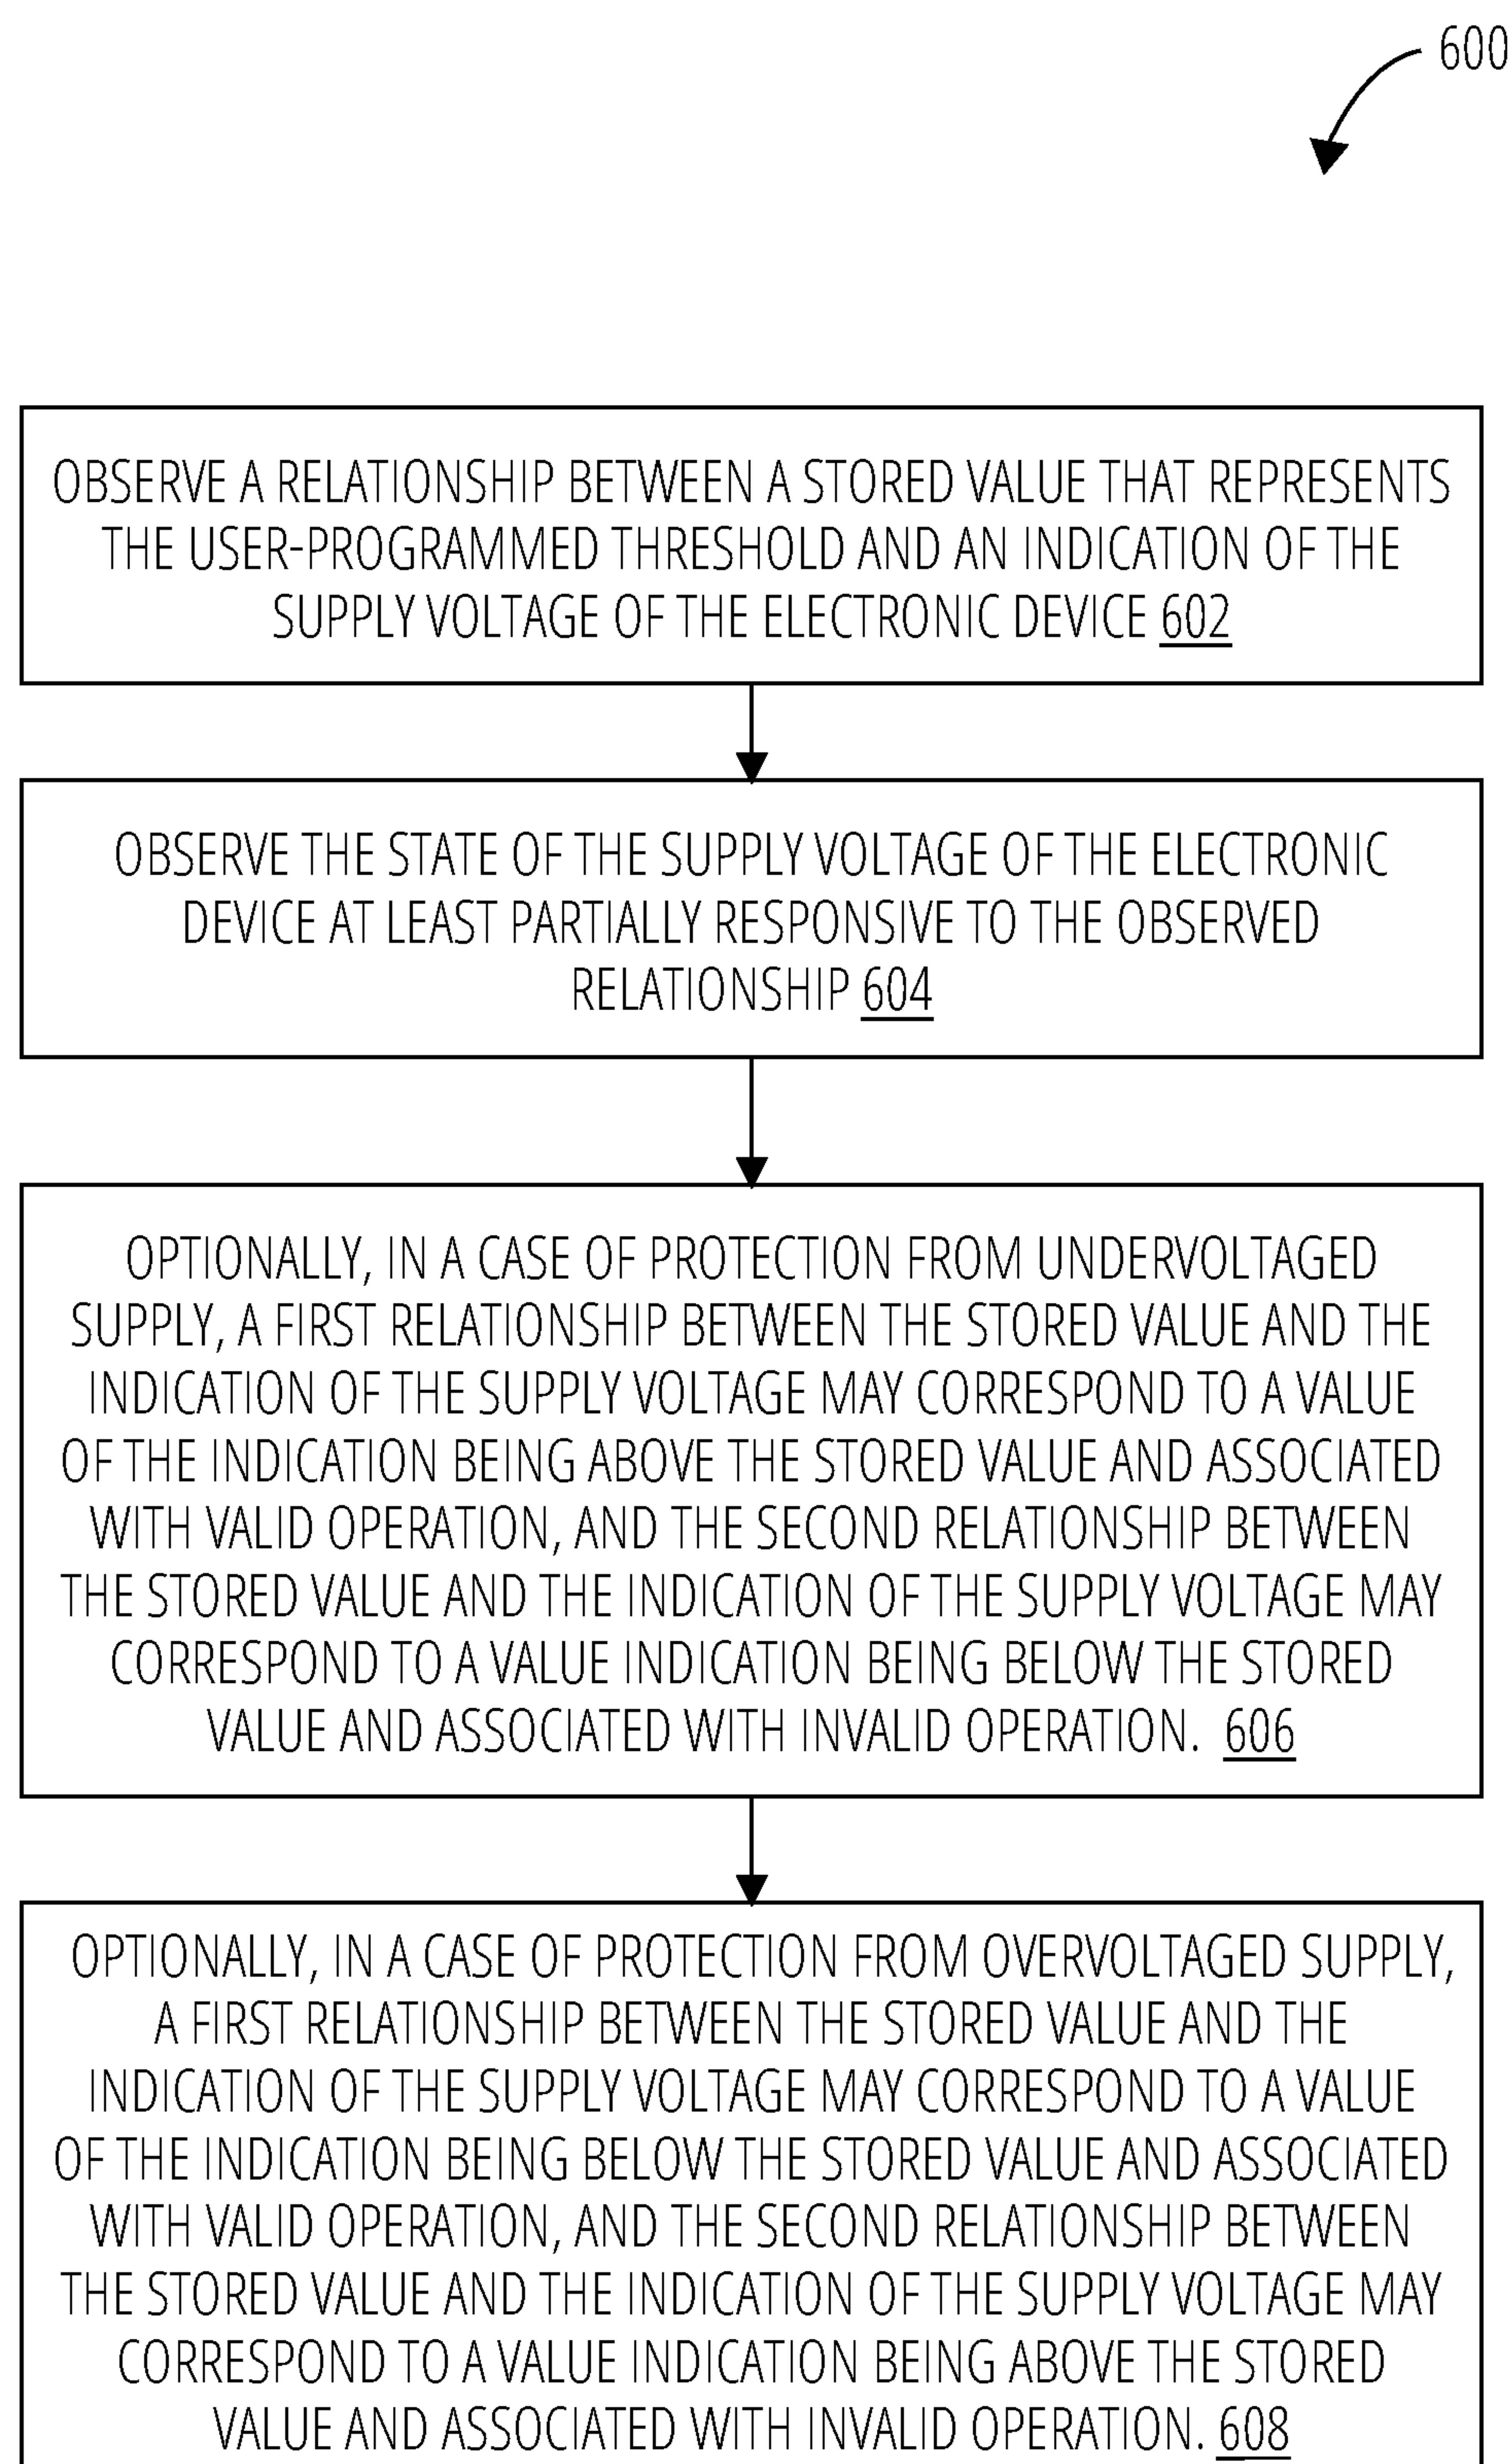 600
OBSERVE A RELATIONSHIP BETWEEN A STORED VALUE THAT REPRESENTS
THE USER-PROGRAMMED THRESHOLD AND AN INDICATION OF THE
SUPPLY VOLTAGE OF THE ELECTRONIC DEVICE 602
OBSERVE THE STATE OF THE SUPPLY VOLTAGE OF THE ELECTRONIC
DEVICE AT LEAST PARTIALLY RESPONSIVE TO THE OBSERVED
RELATIONSHIP 604
OPTIONALLY, IN A CASE OF PROTECTION FROM UNDERVOLTAGED
SUPPLY, A FIRST RELATIONSHIP BETWEEN THE STORED VALUE AND THE
INDICATION OF THE SUPPLY VOLTAGE MAY CORRESPOND TO A VALUE
OF THE INDICATION BEING ABOVE THE STORED VALUE AND ASSOCIATED
WITH VALID OPERATION, AND THE SECOND RELATIONSHIP BETWEEN
THE STORED VALUE AND THE INDICATION OF THE SUPPLY VOLTAGE MAY
CORRESPOND TO A VALUE INDICATION BEING BELOW THE STORED
VALUE AND ASSOCIATED WITH INVALID OPERATION. 606
OPTIONALLY, IN A CASE OF PROTECTION FROM OVERVOLTAGED SUPPLY,
A FIRST RELATIONSHIP BETWEEN THE STORED VALUE AND THE
INDICATION OF THE SUPPLY VOLTAGE MAY CORRESPOND TO A VALUE
OF THE INDICATION BEING BELOW THE STORED VALUE AND ASSOCIATED
WITH VALID OPERATION, AND THE SECOND RELATIONSHIP BETWEEN
THE STORED VALUE AND THE INDICATION OF THE SUPPLY VOLTAGE MAY
CORRESPOND TO A VALUE INDICATION BEING ABOVE THE STORED
VALUE AND ASSOCIATED WITH INVALID OPERATION. 608